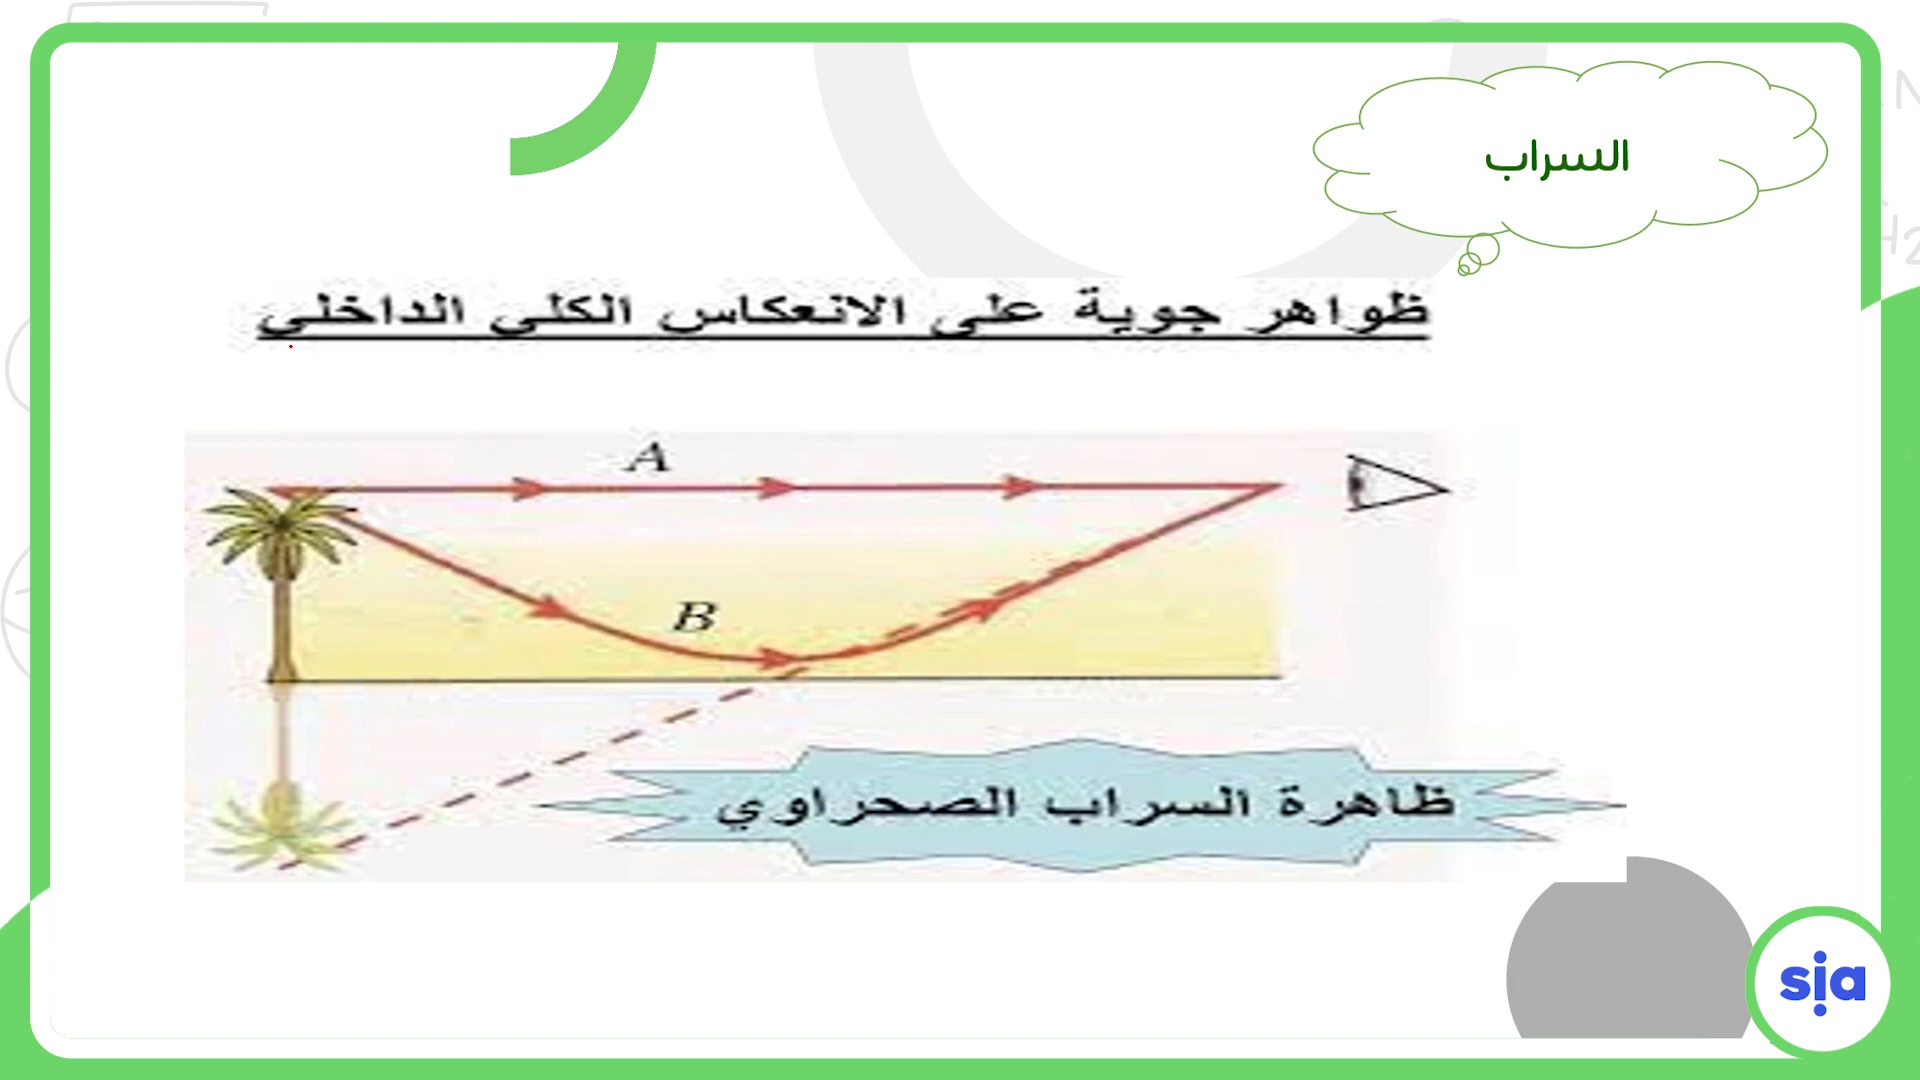 السراب
ظواهر جوية على الانعكاس الكلي الداخلي
A
B
ظاهرة السراب الصحراوي
sia